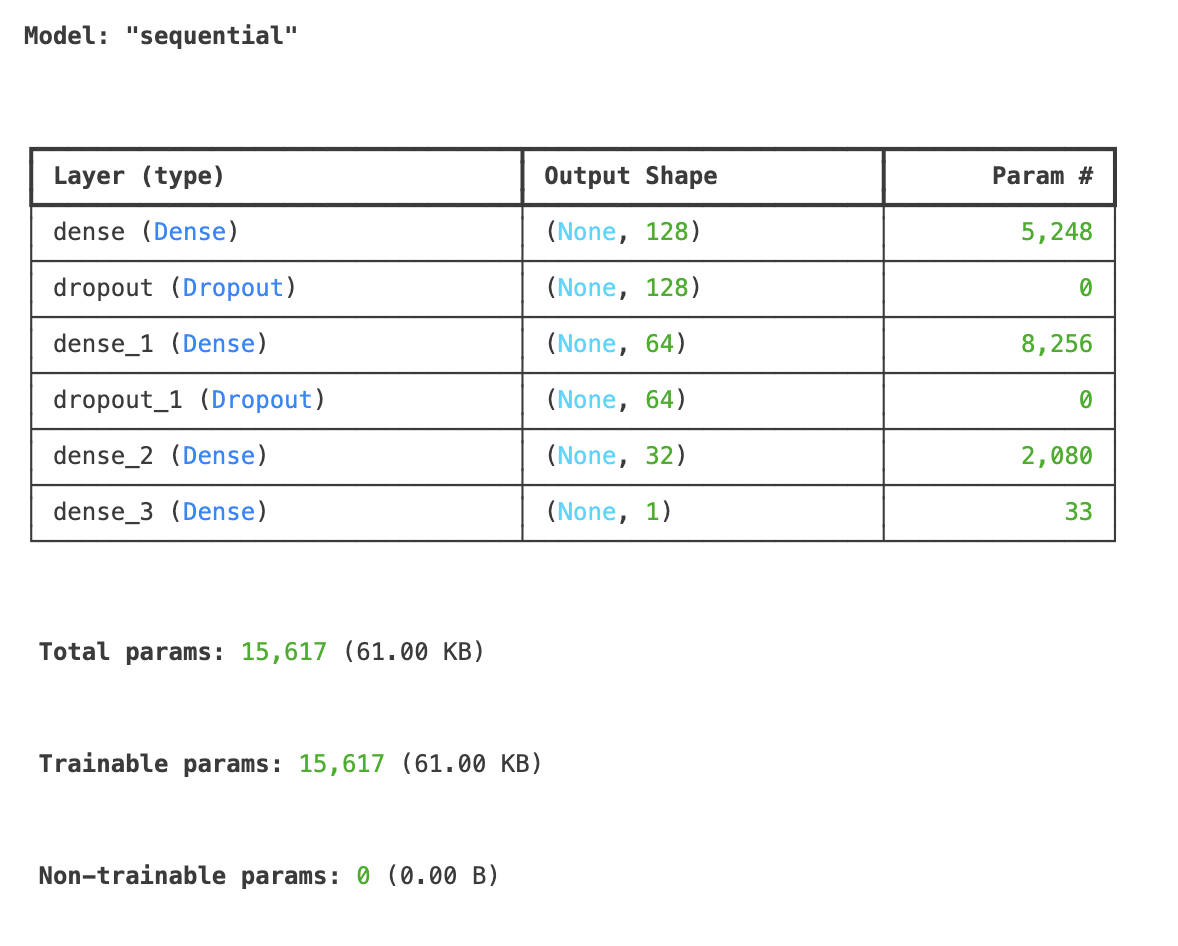 Model: "sequential"
Layer (type) Output Shape Param #
dense (Dense) (None, 128) 5,248
dropout (Dropout) (None, 128) 0
dense_1 (Dense) (None, 64) 8,256
dropout_1 (Dropout) (None, 64) 0
dense_2 (Dense) (None, 32) 2,080
dense_3 (Dense) (None, 1) 33
Total params: 15,617 (61.00 KB)
Trainable params: 15,617 (61.00 KB)
Non-trainable params: 0 (0.00 B)